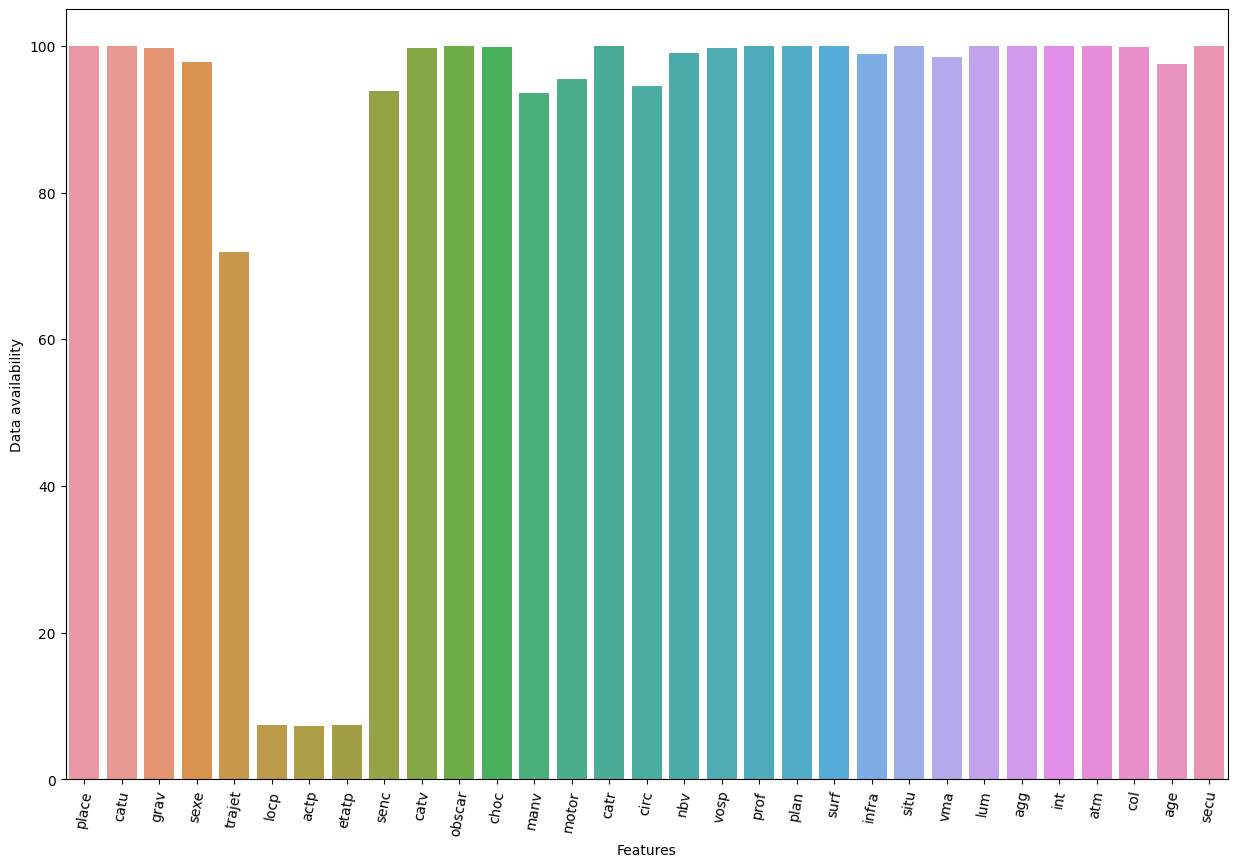 Data availability
100
80
60
40
20
0
place catu grav sexe trajet locp actp etatp senc catv obscar choc manv motor catr circ nbv vosp prof plan surf infra situ vma lum agg int atm col age secu
Features